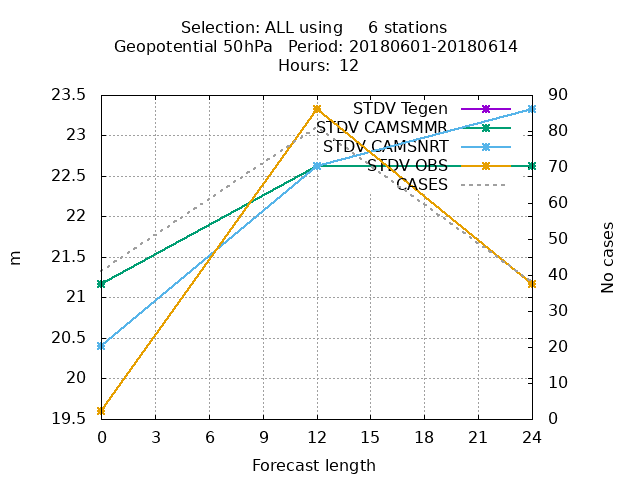 Selection: ALL using     6 stations
Geopotential 50hPa   Period: 20180601-20180614
Hours:  12
23.5
23
22.5
22
21.5
21
20.5
20
19.5
m
90
80
70
60
50
40
30
20
10
0
No cases
STDV Tegen
STDV CAMSMMR
STDV CAMSNRT
STDV OBS
CASES
0 3 6 9 12 15 18 21 24
Forecast length